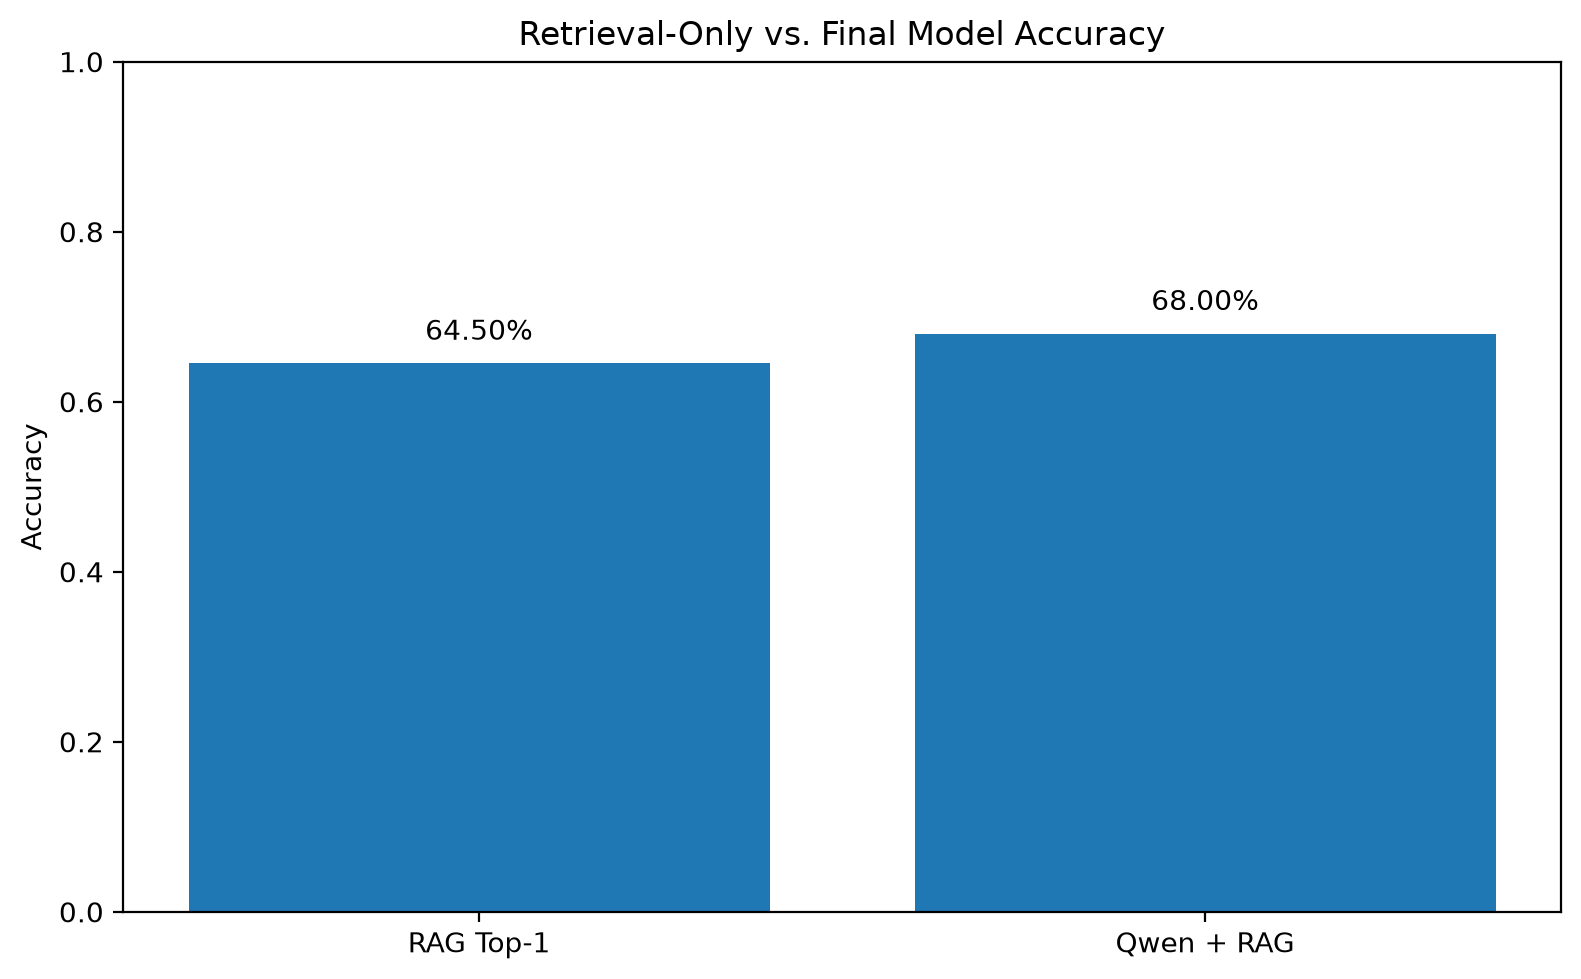 Retrieval-Only vs. Final Model Accuracy
1.0
0.8
0.6
0.4
0.2
0.0
Accuracy
64.50%
68.00%
RAG Top-1
Qwen + RAG